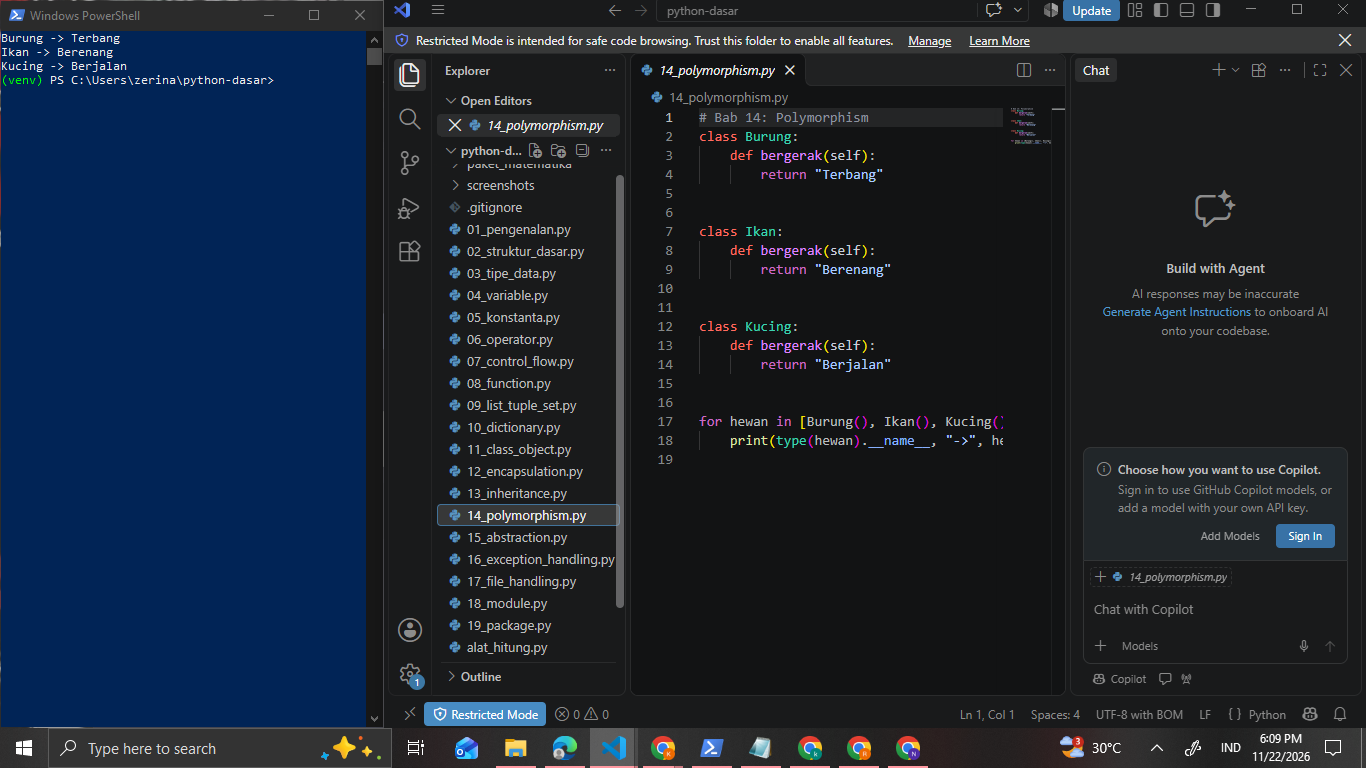 Windows PowerShell
Burung -> Terbang
Ikan -> Berenang
Kucing -> Berjalan
(venv) PS C:\Users\zerina\python-dasar>
python-dasar
Update
Restricted Mode is intended for safe code browsing. Trust this folder to enable all features. Manage Learn More
Explorer
Open Editors
14_polymorphism.py
python-d...
paket_matematika
screenshots
.gitignore
01_pengenalan.py
02_struktur_dasar.py
03_tipe_data.py
04_variable.py
05_konstanta.py
06_operator.py
07_control_flow.py
08_function.py
09_list_tuple_set.py
10_dictionary.py
11_class_object.py
12_encapsulation.py
13_inheritance.py
14_polymorphism.py
15_abstraction.py
16_exception_handling.py
17_file_handling.py
18_module.py
19_package.py
alat_hitung.py
Outline
1
14_polymorphism.py
14_polymorphism.py
1 # Bab 14: Polymorphism
2 class Burung:
3 def bergerak(self):
4 return "Terbang"
5
6
7 class Ikan:
8 def bergerak(self):
9 return "Berenang"
10
11
12 class Kucing:
13 def bergerak(self):
14 return "Berjalan"
15
16
17 for hewan in [Burung(), Ikan(), Kucing()
18 print(type(hewan).__name__, "->", he
19
Chat
Build with Agent
AI responses may be inaccurate
Generate Agent Instructions to onboard AI
onto your codebase.
Choose how you want to use Copilot.
Sign in to use GitHub Copilot models, or
add a model with your own API key.
Add Models Sign In
14_polymorphism.py
Chat with Copilot
Models
Copilot
Restricted Mode 0 0 Ln 1, Col 1 Spaces: 4 UTF-8 with BOM LF { } Python
Type here to search
3 30°C IND
6:09 PM
11/22/2026